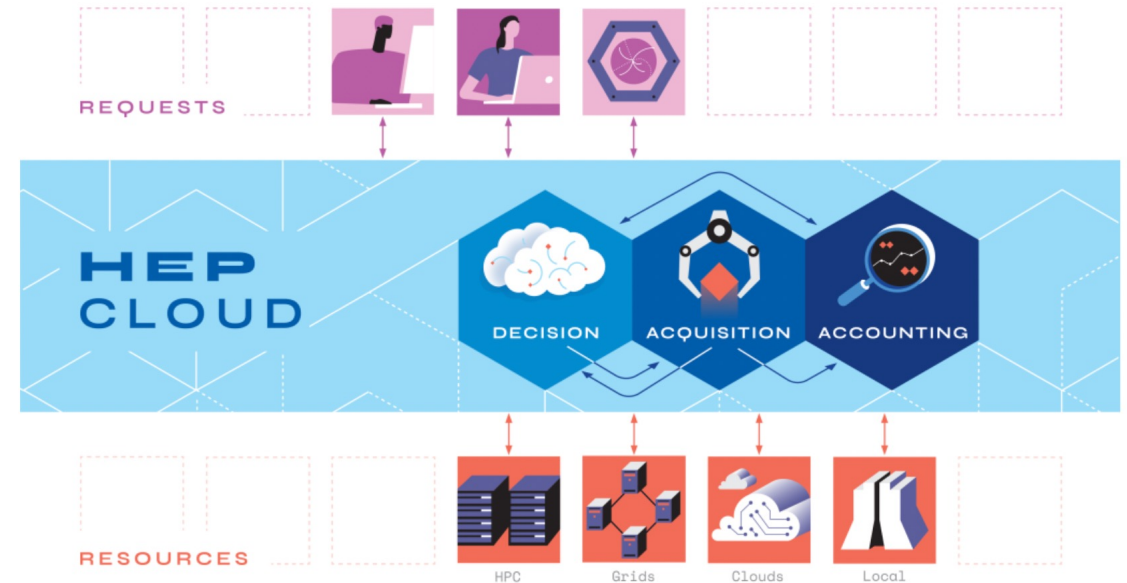 REQUESTS
HEP
CLOUD
DECISION
ACQUISITION
ACCOUNTING
RESOURCES
HPC
Grids
Clouds
Local